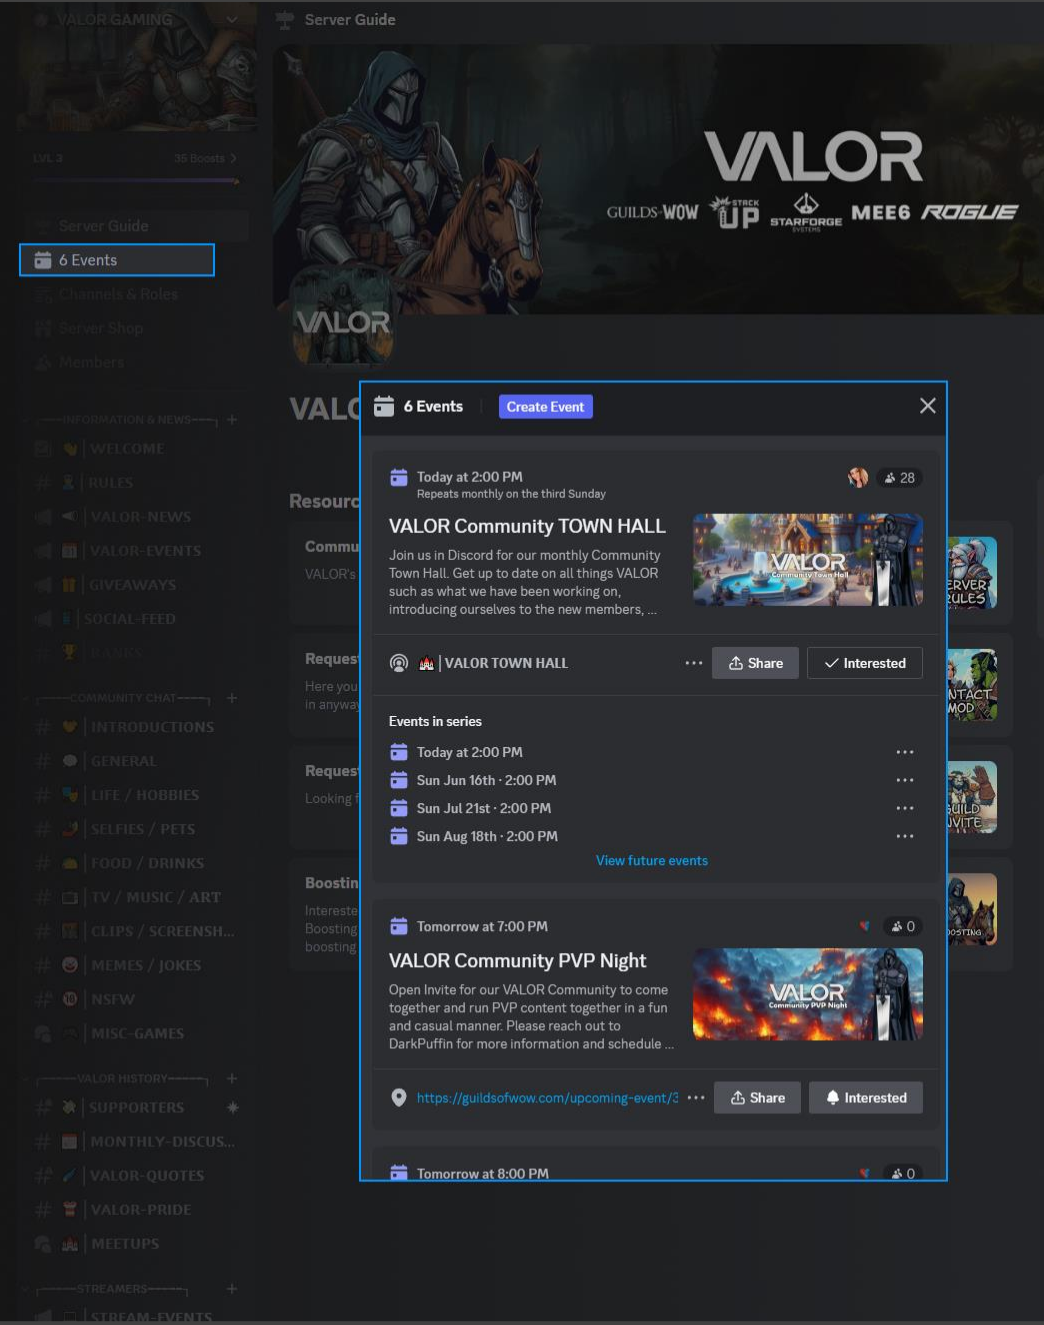 VALOR GAMING
LVL 3
35 Boosts
Server Guide
6 Events
Channels & Roles
Server Shop
Members
INFORMATION & NEWS
WELCOME
RULES
VALOR-NEWS
VALOR-EVENTS
GIVEAWAYS
SOCIAL-FEED
RANKS
COMMUNITY CHAT
INTRODUCTIONS
GENERAL
LIFE / HOBBIES
SELFIES / PETS
FOOD / DRINKS
TV / MUSIC / ART
CLIPS / SCREENSH...
MEMES / JOKES
NSFW
MISC-GAMES
VALOR HISTORY
SUPPORTERS
MONTHLY-DISCUS...
VALOR-QUOTES
VALOR-PRIDE
MEETUPS
STREAMERS
STREAM-EVENTS
Server Guide
VALOR
GUILDS OF WOW
STACK UP
STARFORGE SYSTEMS
MEE6
ROGUE
VALOR
VALO
Resourc
Commu
VALOR's
Reques
Here you
in anyway
Reques
Looking f
Boostin
Intereste
Boosting
boosting
6 Events
Create Event
Today at 2:00 PM
28
Repeats monthly on the third Sunday
VALOR Community TOWN HALL
Join us in Discord for our monthly Community
Town Hall. Get up to date on all things VALOR
such as what we have been working on,
introducing ourselves to the new members, ...
VALOR
Community Town Hall
VALOR TOWN HALL
Share
Interested
Events in series
Today at 2:00 PM
Sun Jun 16th · 2:00 PM
Sun Jul 21st · 2:00 PM
Sun Aug 18th · 2:00 PM
View future events
Tomorrow at 7:00 PM
0
VALOR Community PVP Night
Open Invite for our VALOR Community to come
together and run PVP content together in a fun
and casual manner. Please reach out to
DarkPuffin for more information and schedule ...
VALOR
Community PVP Night
https://guildsofwow.com/upcoming-event/3
Share
Interested
Tomorrow at 8:00 PM
0
ERVER
RULES
NTACT
MOD
UILD
NVITE
OOSTING